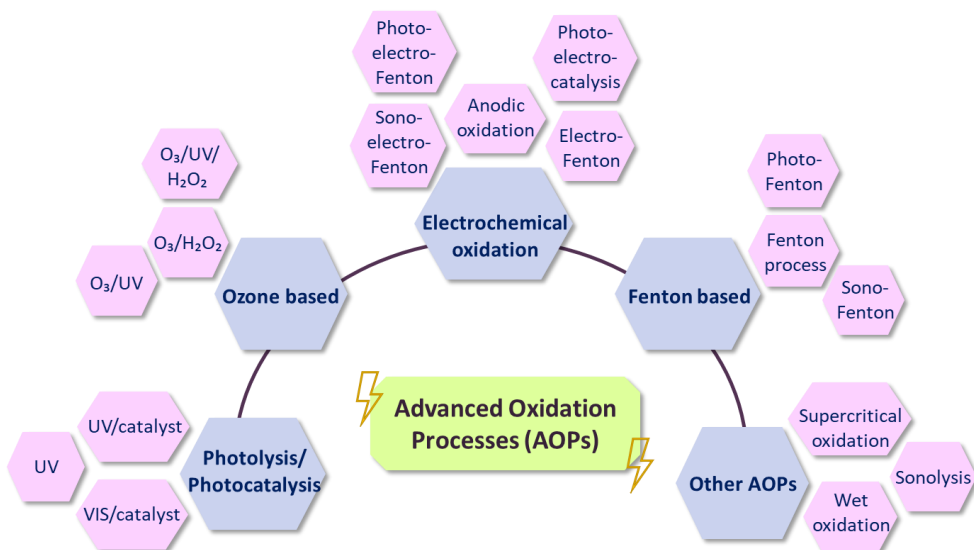 Photo-
electro-
Fenton
Photo-
electro-
catalysis
Anodic
oxidation
Sono-
electro-
Fenton
Electro-
Fenton
Electrochemical
oxidation
O₃/UV/
H₂O₂
O₃/H₂O₂
O₃/UV
Ozone based
Photo-
Fenton
Fenton
process
Sono-
Fenton
Fenton based
Advanced Oxidation
Processes (AOPs)
UV/catalyst
UV
VIS/catalyst
Photolysis/
Photocatalysis
Supercritical
oxidation
Sonolysis
Wet
oxidation
Other AOPs